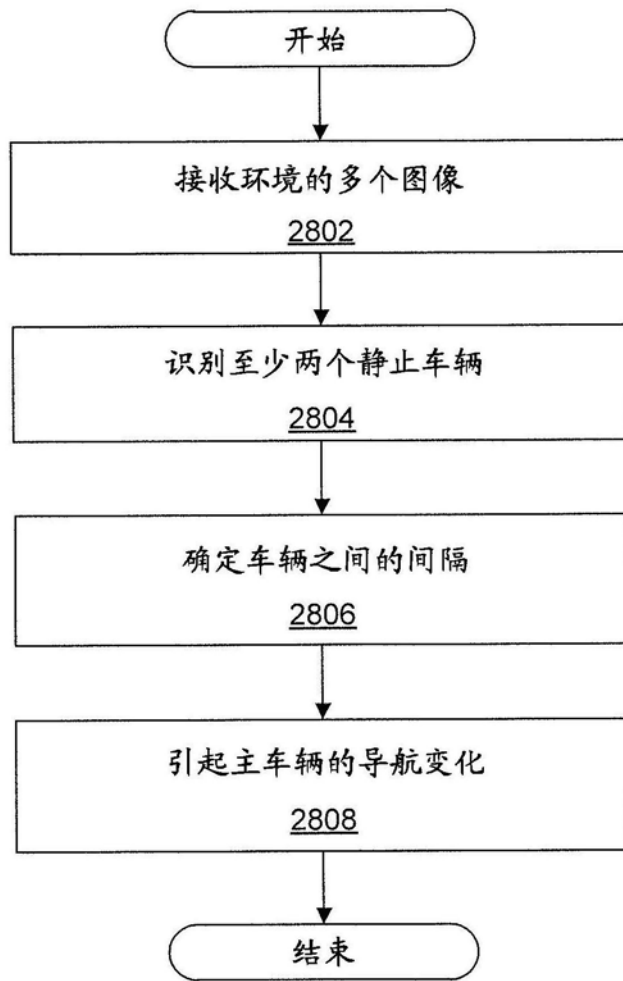 开始
接收环境的多个图像
2802
识别至少两个静止车辆
2804
确定车辆之间的间隔
2806
引起主车辆的导航变化
2808
结束